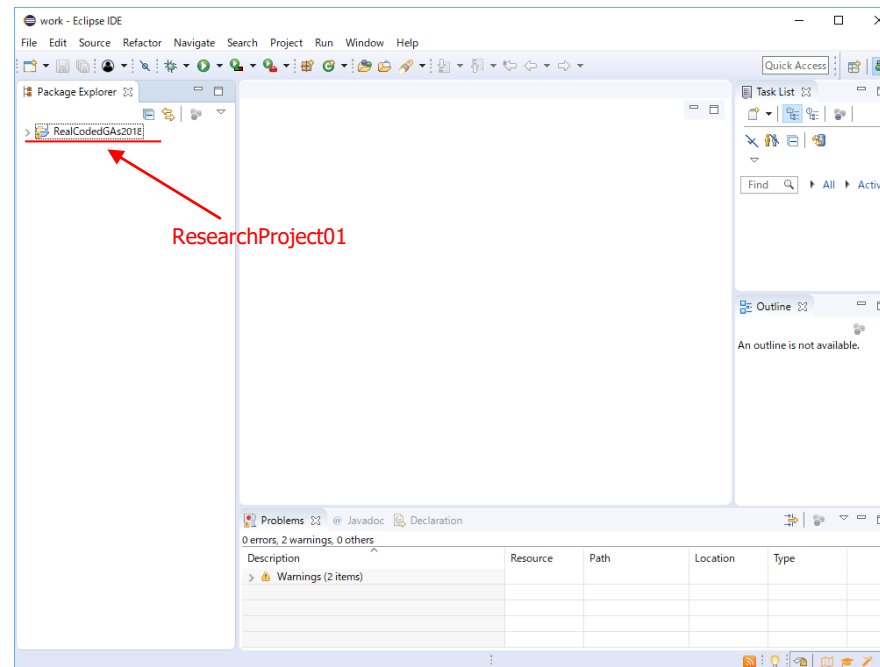 work - Eclipse IDE
File Edit Source Refactor Navigate Search Project Run Window Help
Quick Access
Package Explorer
Task List
RealCodedGAs2018
Find All
ResearchProject01
Outline
An outline is not available.
Problems @ Javadoc Declaration
0 errors, 2 warnings, 0 others
Description Resource Path Location Type
Warnings (2 items)